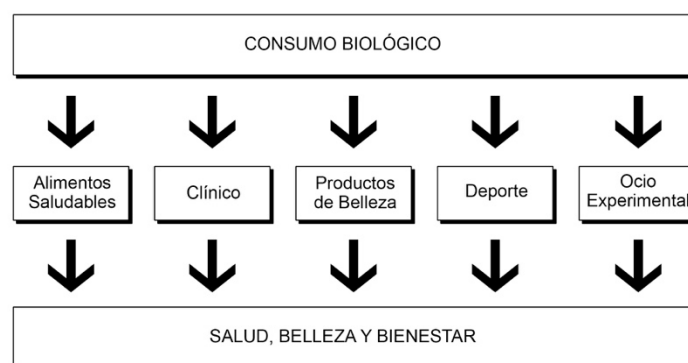 CONSUMO BIOLÓGICO
Alimentos
Saludables
Clínico
Productos
de Belleza
Deporte
Ocio
Experimental
SALUD, BELLEZA Y BIENESTAR